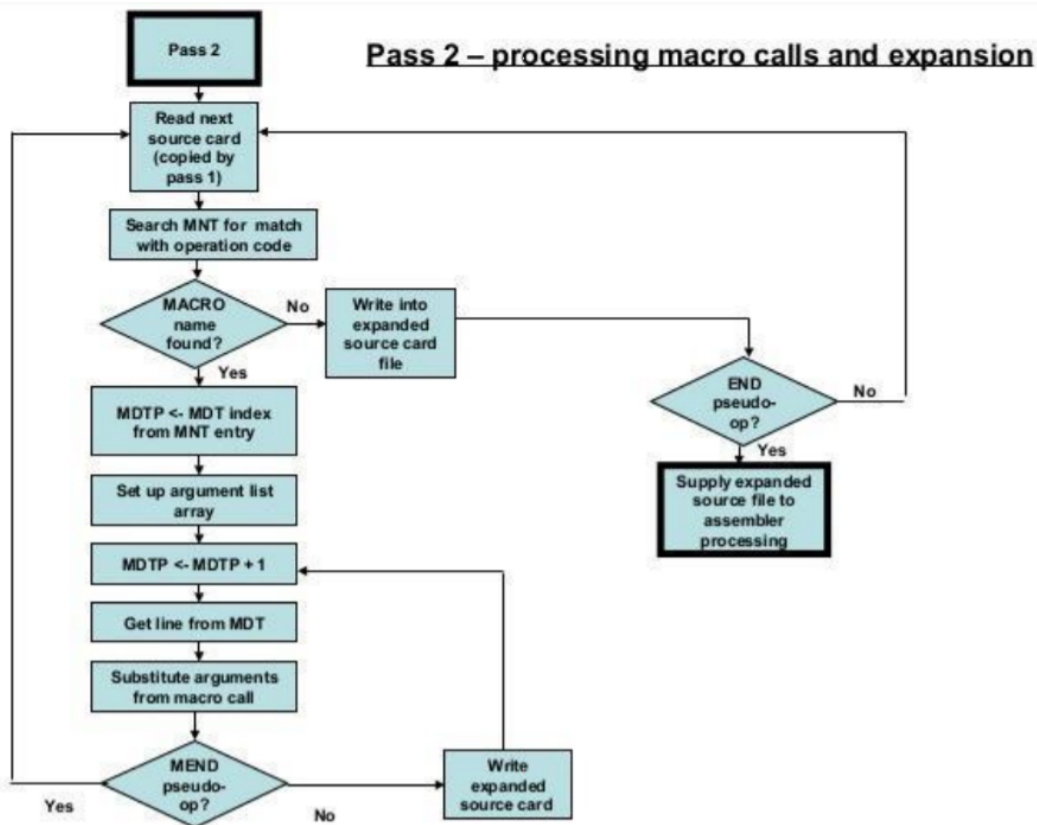 Pass 2
Pass 2 – processing macro calls and expansion
Read next
source card
(copied by
pass 1)
Search MNT for match
with operation code
MACRO
name
found?
No
Write into
expanded
source card
file
Yes
END
pseudo-
op?
No
MDTP <- MDT index
from MNT entry
Yes
Supply expanded
source file to
assembler
processing
Set up argument list
array
MDTP <- MDTP + 1
Get line from MDT
Substitute arguments
from macro call
MEND
pseudo-
op?
Write
expanded
source card
Yes
No